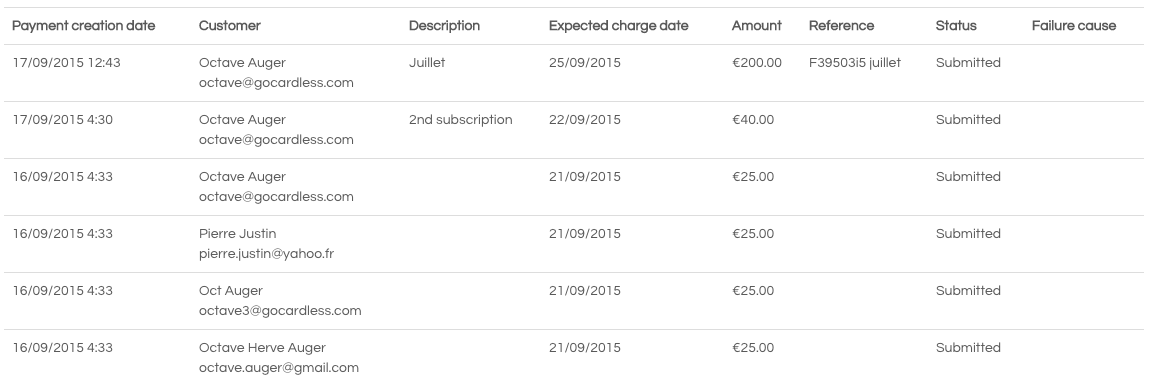 Payment creation date Customer Description Expected charge date Amount Reference Status Failure cause
17/09/2015 12:43 Octave Auger Juillet 25/09/2015 €200.00 F39503i5 juillet Submitted
octave@gocardless.com
17/09/2015 4:30 Octave Auger 2nd subscription 22/09/2015 €40.00 Submitted
octave@gocardless.com
16/09/2015 4:33 Octave Auger 21/09/2015 €25.00 Submitted
octave@gocardless.com
16/09/2015 4:33 Pierre Justin 21/09/2015 €25.00 Submitted
pierre.justin@yahoo.fr
16/09/2015 4:33 Oct Auger 21/09/2015 €25.00 Submitted
octave3@gocardless.com
16/09/2015 4:33 Octave Herve Auger 21/09/2015 €25.00 Submitted
octave.auger@gmail.com